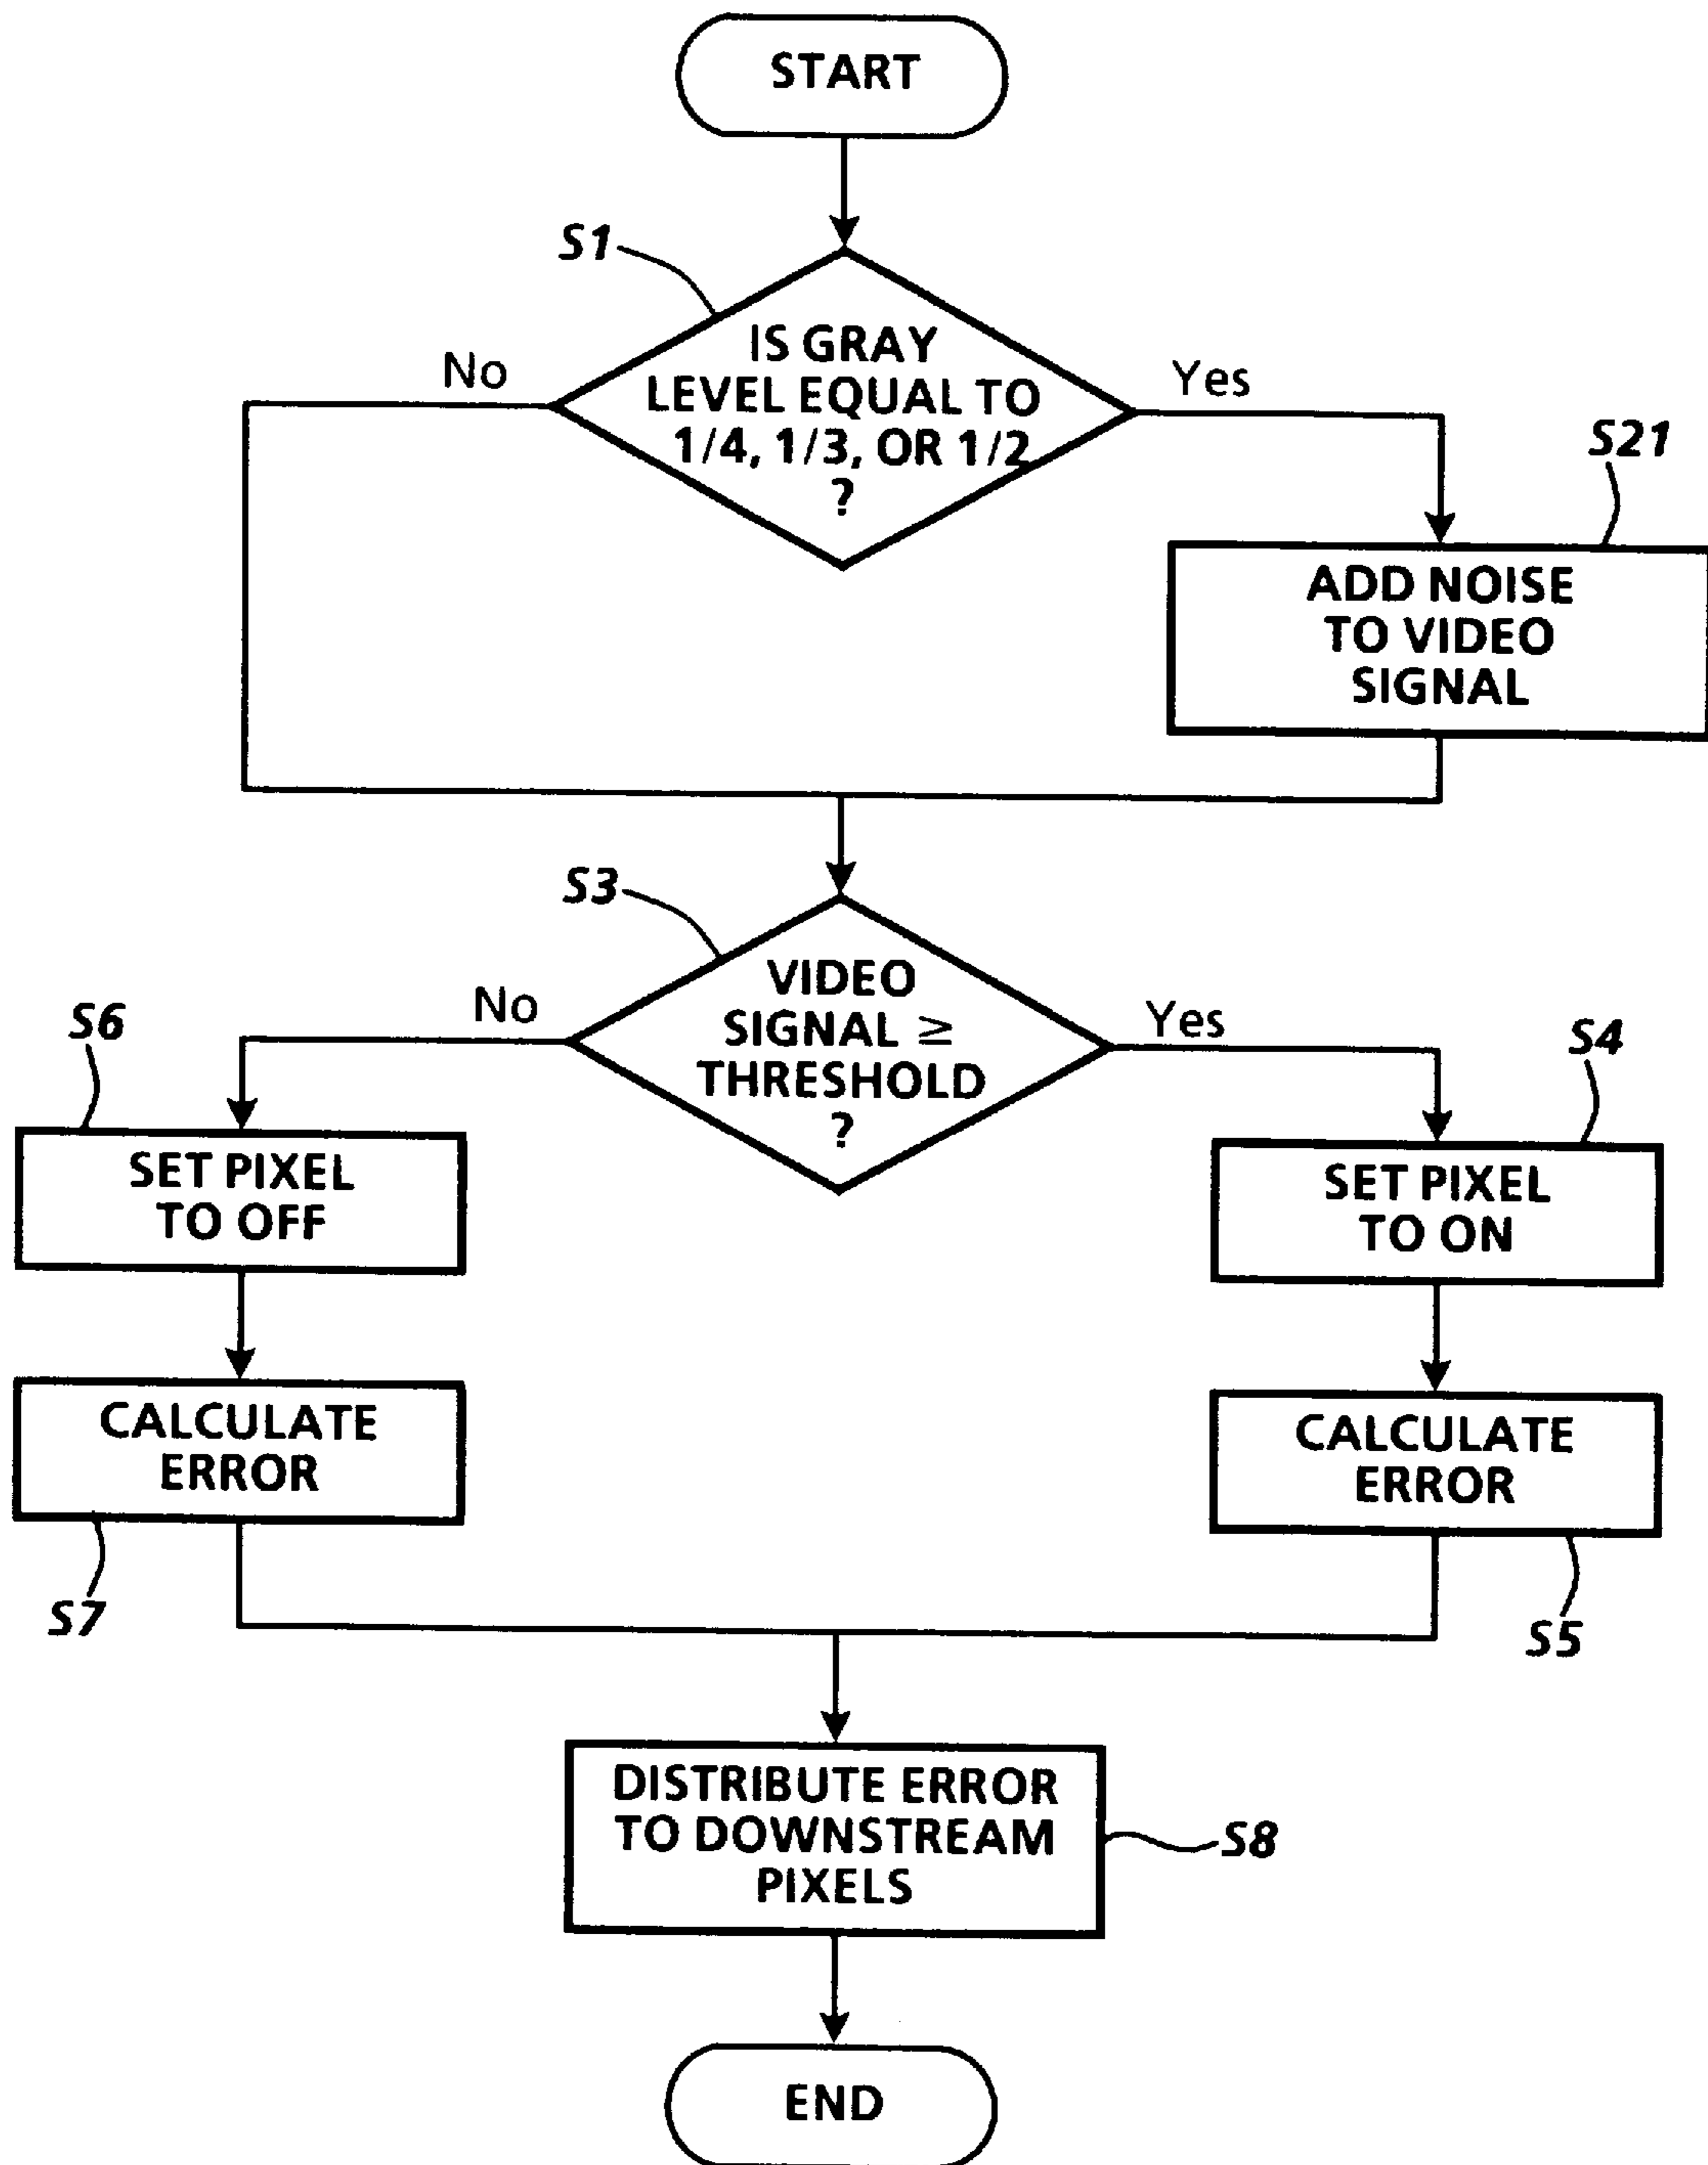 START
S1
IS GRAY
LEVEL EQUAL TO
1/4, 1/3, OR 1/2
?
No
Yes
S21
ADD NOISE
TO VIDEO
SIGNAL
S3
VIDEO
SIGNAL ≥
THRESHOLD
?
No
Yes
S6
SET PIXEL
TO OFF
S4
SET PIXEL
TO ON
CALCULATE
ERROR
S7
CALCULATE
ERROR
S5
DISTRIBUTE ERROR
TO DOWNSTREAM
PIXELS
S8
END